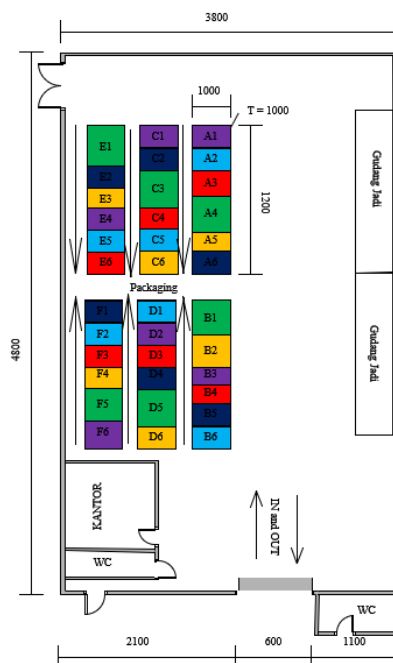 3800
1000
T = 1000
E1
C1
A1
C2
A2
E2
C3
A3
E3
E4
C4
A4
E5
C5
A5
E6
C6
A6
1200
Gudang Jadi
Packaging
F1
D1
B1
F2
D2
F3
D3
B2
F4
D4
B3
F5
D5
B4
B5
F6
D6
B6
Gudang Jadi
4800
KANTOR
WC
IN and OUT
WC
2100
600
1100